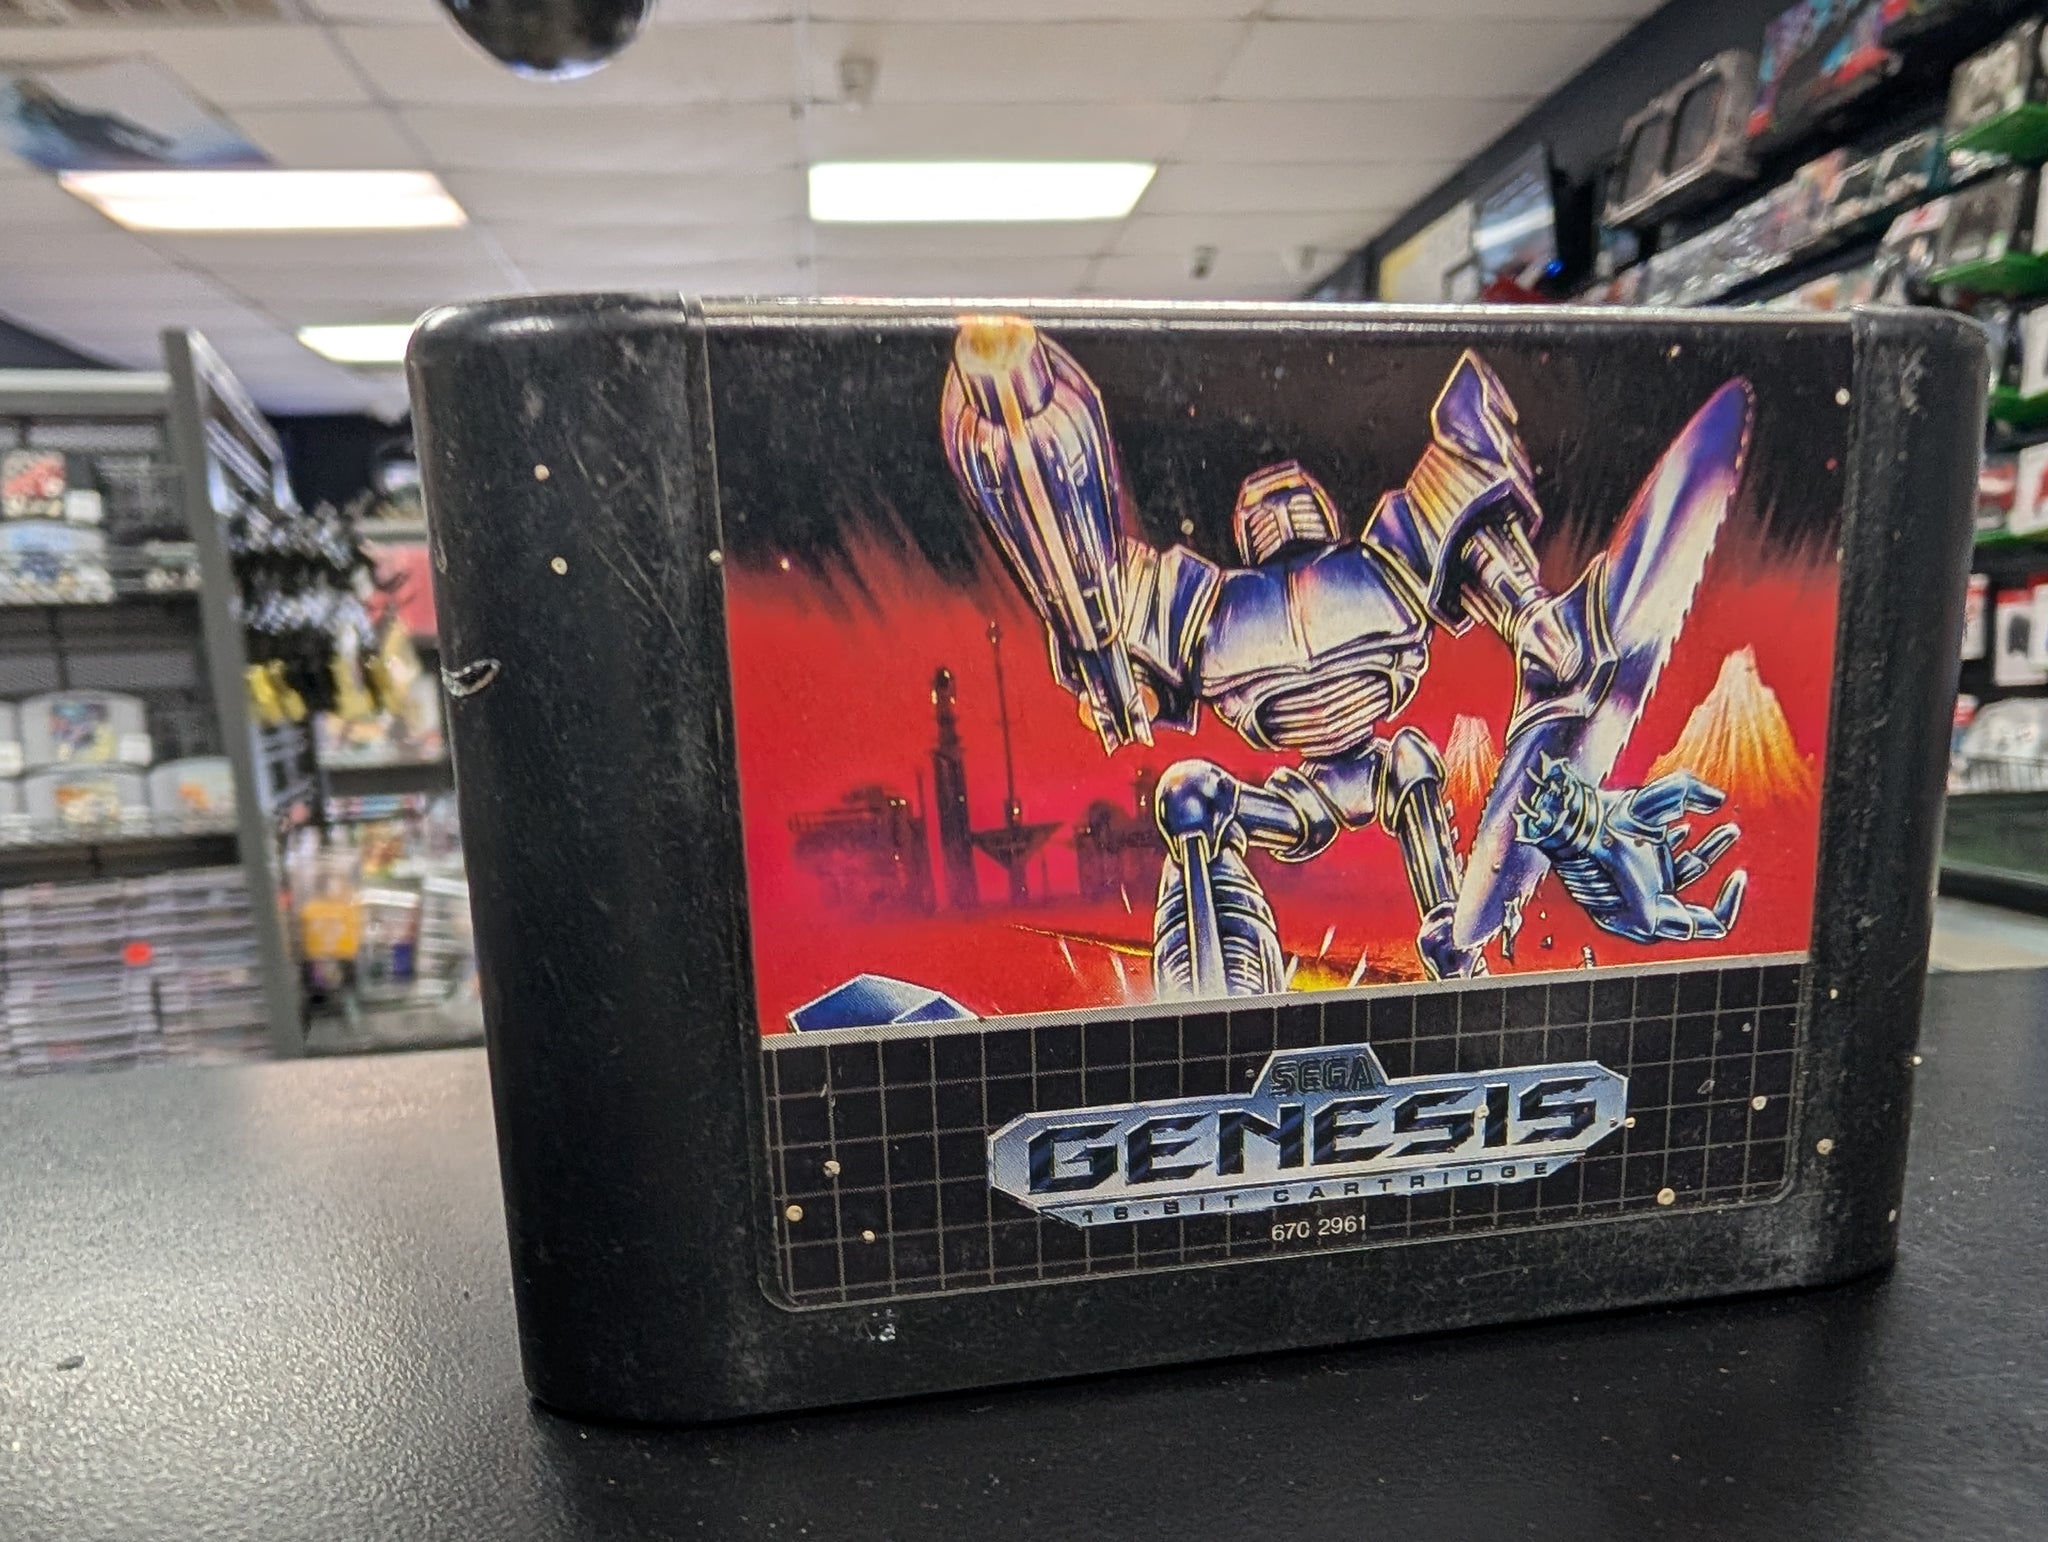 SEGA
GENESIS
16-BIT CARTRIDGE
670 2961